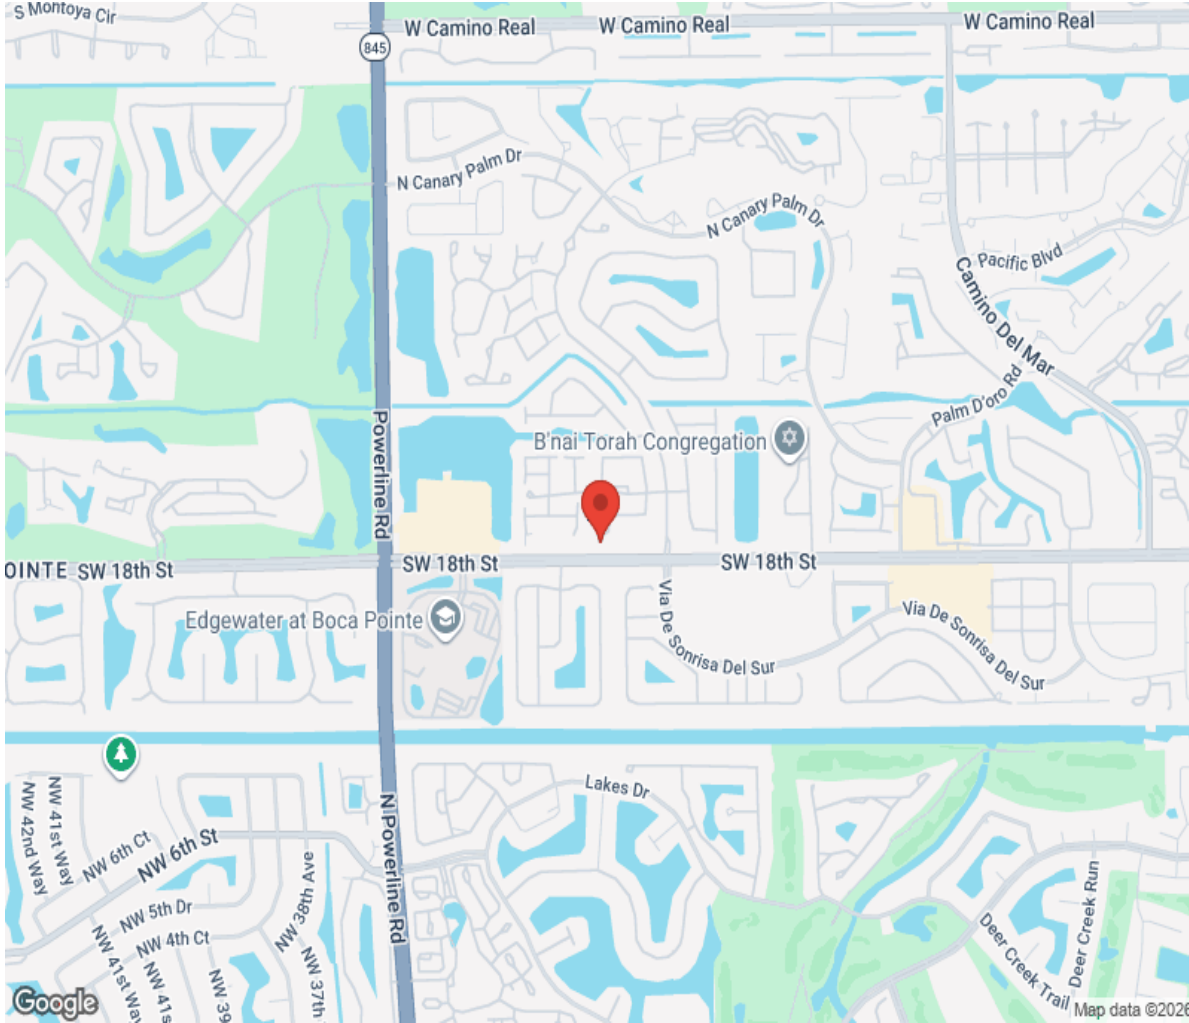 S Montoya Cir
W Camino Real
W Camino Real
W Camino Real
845
N Canary Palm Dr
N Canary Palm Dr
Pacific Blvd
Camino Del Mar
Palm D'oro Rd
Powerline Rd
B'nai Torah Congregation
OINTE
SW 18th St
SW 18th St
SW 18th St
Edgewater at Boca Pointe
Via De Sonrisa Del Sur
Via De Sonrisa Del Sur
Lakes Dr
N Powerline Rd
NW 42nd Way
NW 41st Way
NW 6th Ct
NW 6th St
NW 5th Dr
NW 4th Ct
NW 38th Ave
NW 41st Way
NW 41s
NW 39
NW 37th
Deer Creek Run
Deer Creek Trail
Google
Map data ©2026